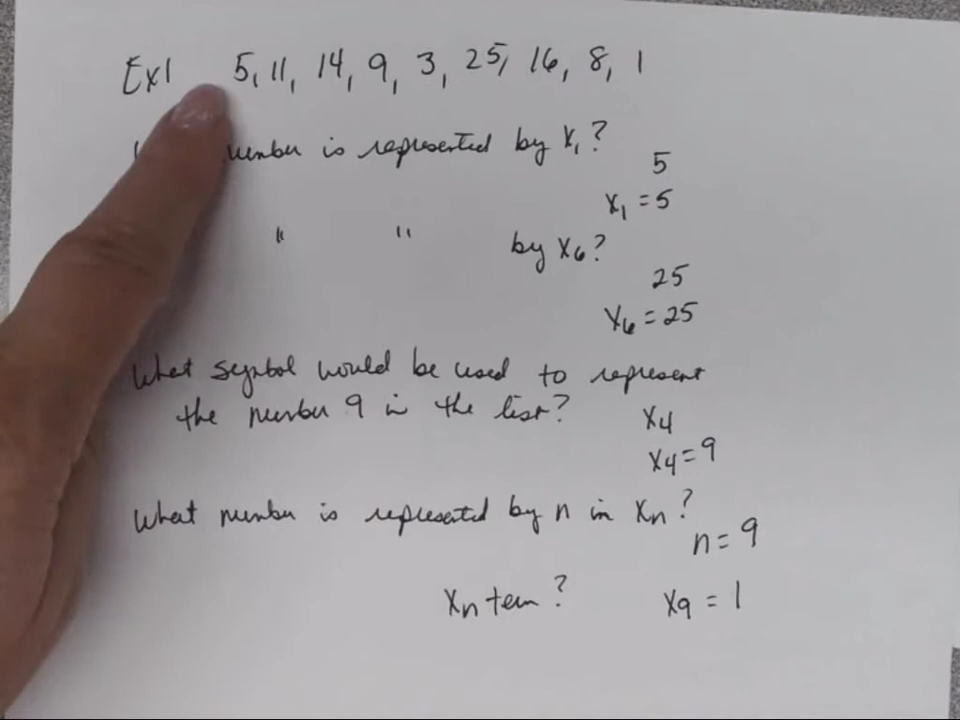 Ex1 5, 11, 14, 9, 3, 25, 16, 8, 1
number is represented by x₁?
5
x₁ = 5
" " by x₆?
25
x₆ = 25
What symbol would be used to represent
the number 9 in the list?
x₄
x₄ = 9
What number is represented by n in xₙ?
n = 9
xₙ term? x₉ = 1